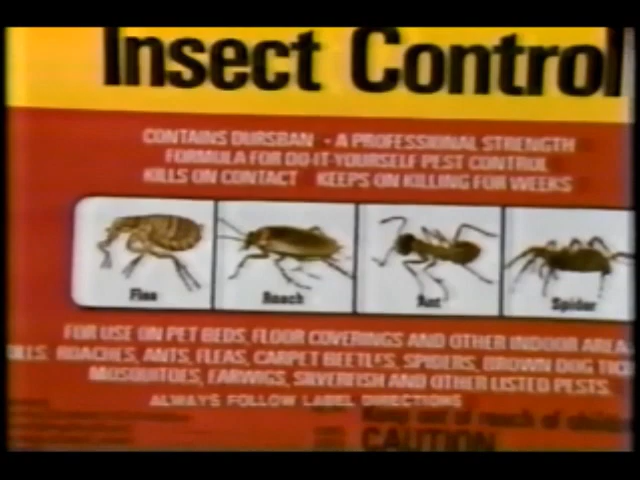 Insect Control
CONTAINS DURSBAN - A PROFESSIONAL STRENGTH
FORMULA FOR DO-IT-YOURSELF PEST CONTROL
KILLS ON CONTACT KEEPS ON KILLING FOR WEEKS
Flea Roach Ant Spider
FOR USE ON PET BEDS, FLOOR COVERINGS AND OTHER INDOOR AREA
ROACHES, ANTS, FLEAS, CARPET BEETLES, SPIDERS, BROWN DOG TIC
MOSQUITOES, EARWIGS, SILVERFISH AND OTHER LISTED PESTS.
ALWAYS FOLLOW LABEL DIRECTIONS
Keep out of reach of
CAUTION